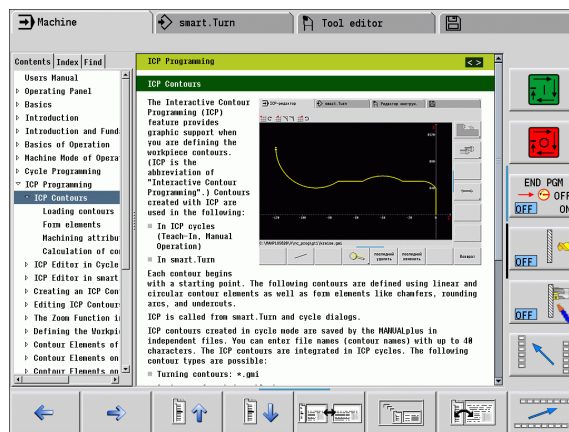 Machine
smart.Turn
Tool editor
Contents Index Find
Users Manual
Operating Panel
Basics
Introduction
Introduction and Fund
Basics of Operation
Machine Mode of Opera
Cycle Programming
ICP Programming
ICP Contours
Loading contours
Form elements
Machining attribu
Calculation of co
ICP Editor in Cycle
ICP Editor in smart
Creating an ICP Con
Editing ICP Contour
The Zoom Function i
Defining the Workpi
Contour Elements of
Contour Elements on
Contour Elements on
ICP Programming
< >
ICP Contours
The Interactive Contour
Programming (ICP)
feature provides
graphic support when
you are defining the
workpiece contours.
(ICP is the
abbreviation of
"Interactive Contour
Programming".) Contours
created with ICP are
used in the following:
In ICP cycles
(Teach-In, Manual
Operation)
In smart.Turn
ICP-редактор
smart.Turn
Возврат
Each contour begins
with a starting point. The following contours are defined using linear and
circular contour elements as well as form elements like chamfers, rounding
arcs, and undercuts.
ICP is called from smart.Turn and cycle dialogs.
ICP contours created in cycle mode are saved by the MANUALplus in
independent files. You can enter file names (contour names) with up to 40
characters. The ICP contours are integrated in ICP cycles. The following
contour types are possible:
Turning contours: *.gmi
END PGM
OFF
OFF
ON
OFF
OFF